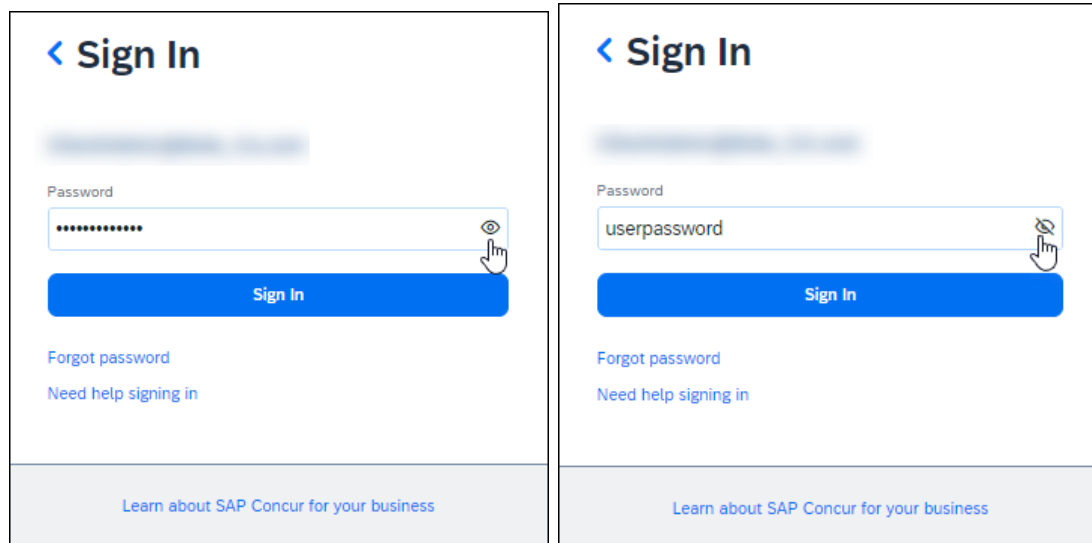 Sign In
Password
•••••••••••••
Sign In
Forgot password
Need help signing in
Learn about SAP Concur for your business
Sign In
Password
userpassword
Sign In
Forgot password
Need help signing in
Learn about SAP Concur for your business